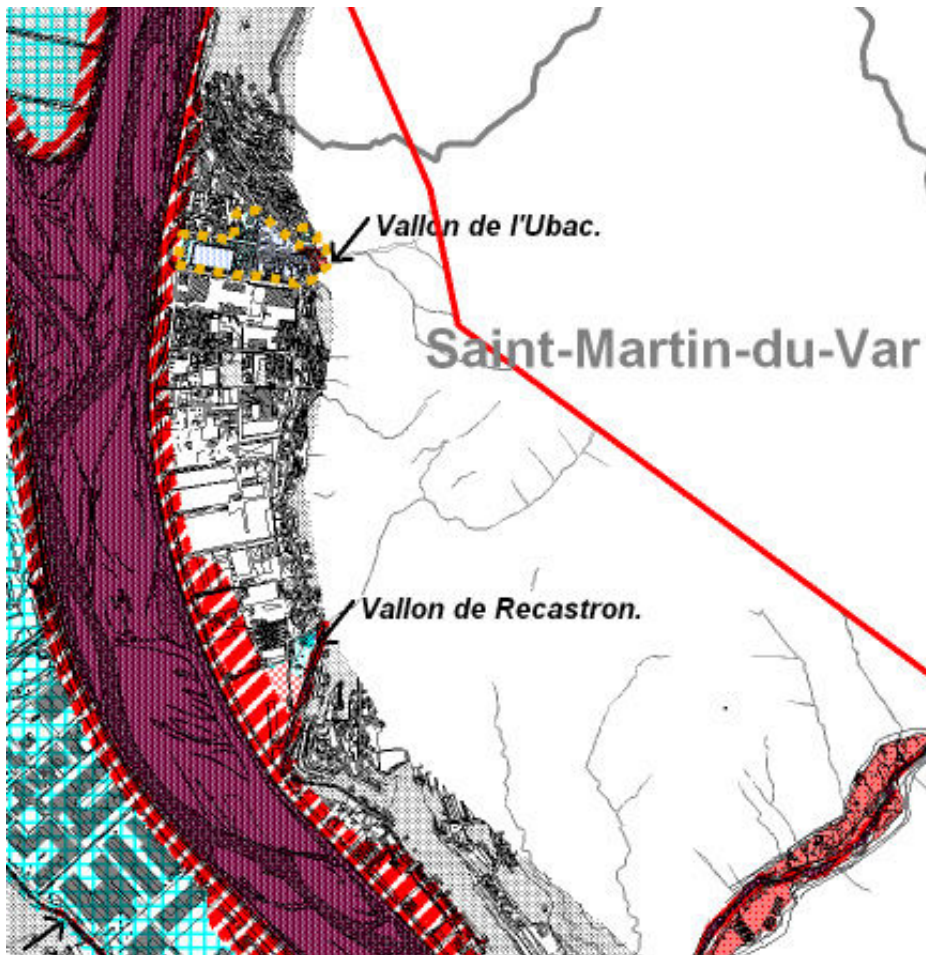 Vallon de l'Ubac.
Saint-Martin-du-Var
Vallon de Recastron.